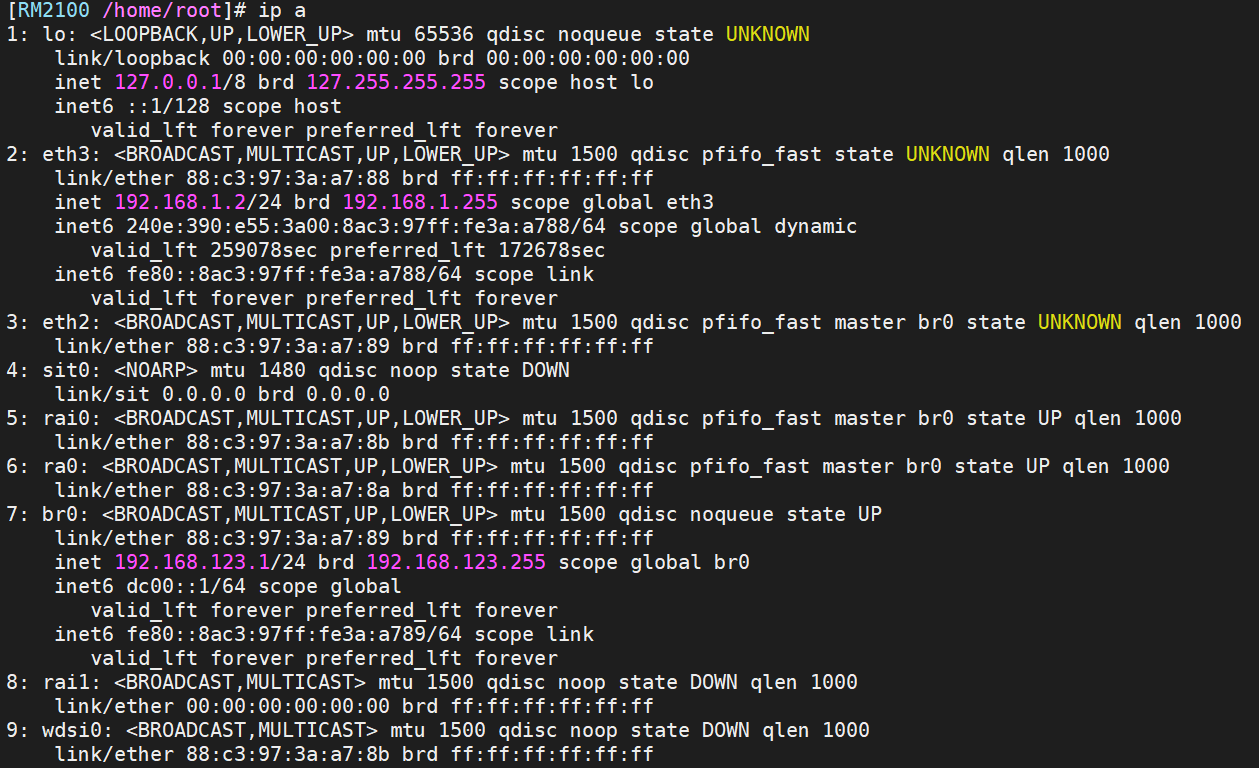 [RM2100 /home/root]# ip a
1: lo: <LOOPBACK,UP,LOWER_UP> mtu 65536 qdisc noqueue state UNKNOWN
    link/loopback 00:00:00:00:00:00 brd 00:00:00:00:00:00
    inet 127.0.0.1/8 brd 127.255.255.255 scope host lo
    inet6 ::1/128 scope host
       valid_lft forever preferred_lft forever
2: eth3: <BROADCAST,MULTICAST,UP,LOWER_UP> mtu 1500 qdisc pfifo_fast state UNKNOWN qlen 1000
    link/ether 88:c3:97:3a:a7:88 brd ff:ff:ff:ff:ff:ff
    inet 192.168.1.2/24 brd 192.168.1.255 scope global eth3
    inet6 240e:390:e55:3a00:8ac3:97ff:fe3a:a788/64 scope global dynamic
       valid_lft 259078sec preferred_lft 172678sec
    inet6 fe80::8ac3:97ff:fe3a:a788/64 scope link
       valid_lft forever preferred_lft forever
3: eth2: <BROADCAST,MULTICAST,UP,LOWER_UP> mtu 1500 qdisc pfifo_fast master br0 state UNKNOWN qlen 1000
    link/ether 88:c3:97:3a:a7:89 brd ff:ff:ff:ff:ff:ff
4: sit0: <NOARP> mtu 1480 qdisc noop state DOWN
    link/sit 0.0.0.0 brd 0.0.0.0
5: rai0: <BROADCAST,MULTICAST,UP,LOWER_UP> mtu 1500 qdisc pfifo_fast master br0 state UP qlen 1000
    link/ether 88:c3:97:3a:a7:8b brd ff:ff:ff:ff:ff:ff
6: ra0: <BROADCAST,MULTICAST,UP,LOWER_UP> mtu 1500 qdisc pfifo_fast master br0 state UP qlen 1000
    link/ether 88:c3:97:3a:a7:8a brd ff:ff:ff:ff:ff:ff
7: br0: <BROADCAST,MULTICAST,UP,LOWER_UP> mtu 1500 qdisc noqueue state UP
    link/ether 88:c3:97:3a:a7:89 brd ff:ff:ff:ff:ff:ff
    inet 192.168.123.1/24 brd 192.168.123.255 scope global br0
    inet6 dc00::1/64 scope global
       valid_lft forever preferred_lft forever
    inet6 fe80::8ac3:97ff:fe3a:a789/64 scope link
       valid_lft forever preferred_lft forever
8: rai1: <BROADCAST,MULTICAST> mtu 1500 qdisc noop state DOWN qlen 1000
    link/ether 00:00:00:00:00:00 brd ff:ff:ff:ff:ff:ff
9: wdsi0: <BROADCAST,MULTICAST> mtu 1500 qdisc noop state DOWN qlen 1000
    link/ether 88:c3:97:3a:a7:8b brd ff:ff:ff:ff:ff:ff